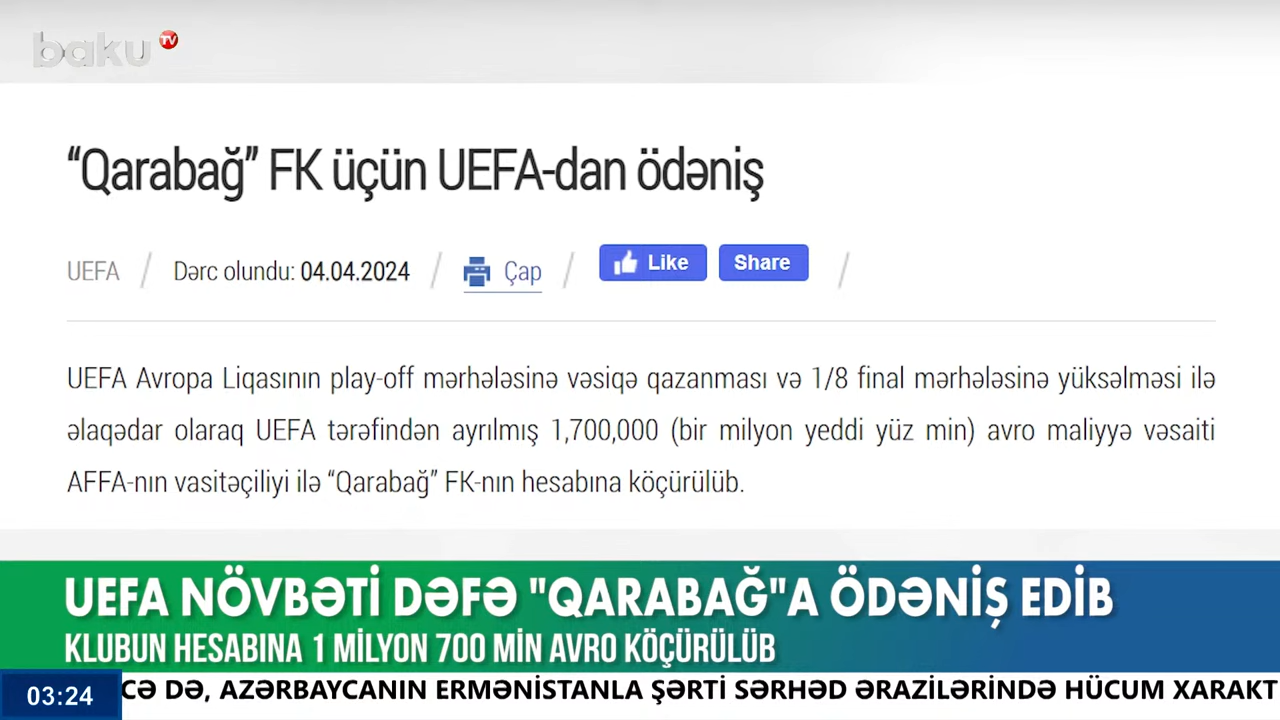 baku TV
“Qarabağ” FK üçün UEFA-dan ödəniş
UEFA / Dərc olundu: 04.04.2024 / Çap / Like Share /
UEFA Avropa Liqasının play-off mərhələsinə vəsiqə qazanması və 1/8 final mərhələsinə yüksəlməsi ilə
əlaqədar olaraq UEFA tərəfindən ayrılmış 1,700,000 (bir milyon yeddi yüz min) avro maliyyə vəsaiti
AFFA-nın vasitəçiliyi ilə “Qarabağ” FK-nın hesabına köçürülüb.
UEFA NÖVBƏTİ DƏFƏ "QARABAĞ"A ÖDƏNİŞ EDİB
KLUBUN HESABINA 1 MİLYON 700 MİN AVRO KÖÇÜRÜLÜB
03:24 CƏ DƏ, AZƏRBAYCANIN ERMƏNİSTANLA ŞƏRTİ SƏRHƏD ƏRAZİLƏRİNDƏ HÜCUM XARAKT